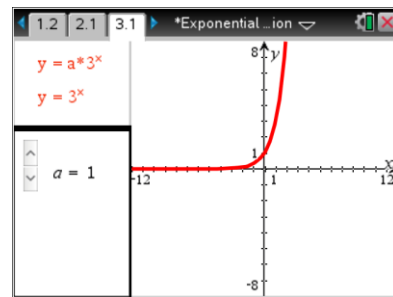 1.2 2.1 3.1 *Exponential …ion
y = a*3ˣ
y = 3ˣ
a = 1
8 y
1
x
-12 1 12
-8